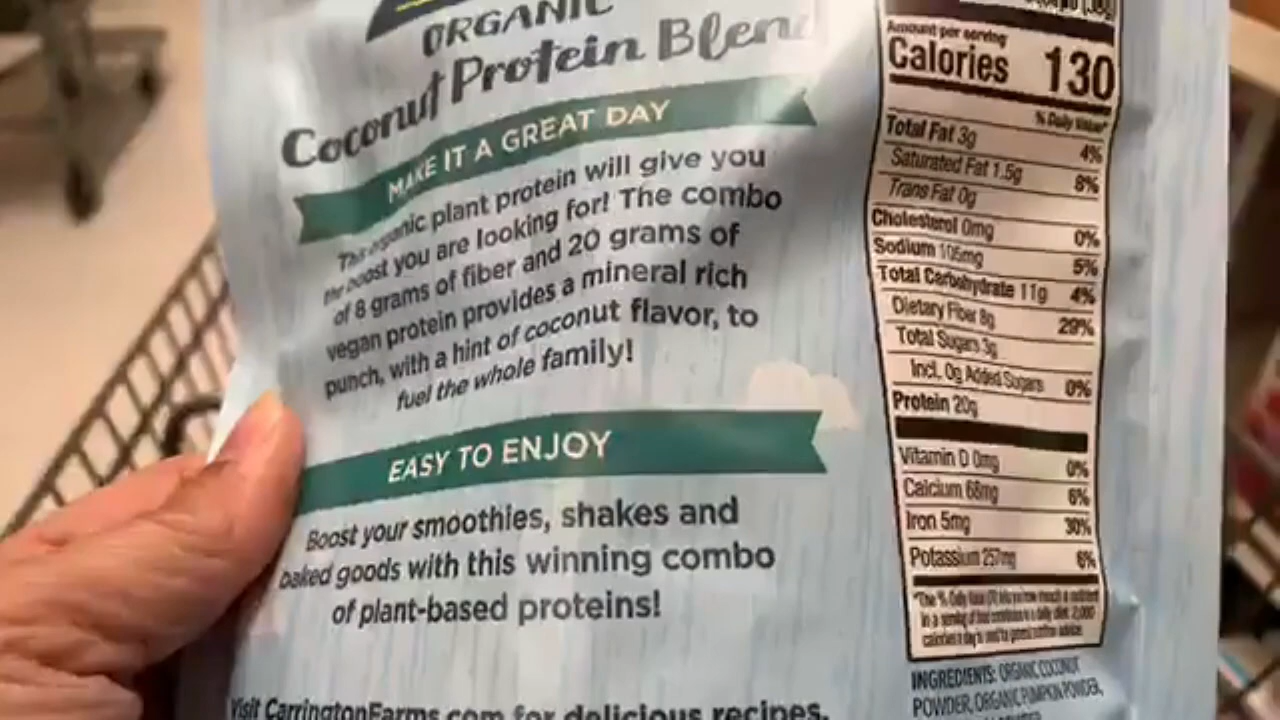 ORGANIC
Coconut Protein Blend
MAKE IT A GREAT DAY
This organic plant protein will give you
the boost you are looking for! The combo
of 8 grams of fiber and 20 grams of
vegan protein provides a mineral rich
punch, with a hint of coconut flavor, to
fuel the whole family!
EASY TO ENJOY
Boost your smoothies, shakes and
baked goods with this winning combo
of plant-based proteins!
Visit CarringtonFarms.com for delicious recipes.
Amount per serving
Calories 130
% Daily Value*
Total Fat 3g 4%
Saturated Fat 1.5g 8%
Trans Fat 0g
Cholesterol 0mg 0%
Sodium 105mg 5%
Total Carbohydrate 11g 4%
Dietary Fiber 8g 29%
Total Sugars 3g
Incl. 0g Added Sugars 0%
Protein 20g
Vitamin D 0mg 0%
Calcium 68mg 6%
Iron 5mg 30%
Potassium 257mg 6%
INGREDIENTS: ORGANIC COCONUT
POWDER, ORGANIC PUMPKIN POWDER,